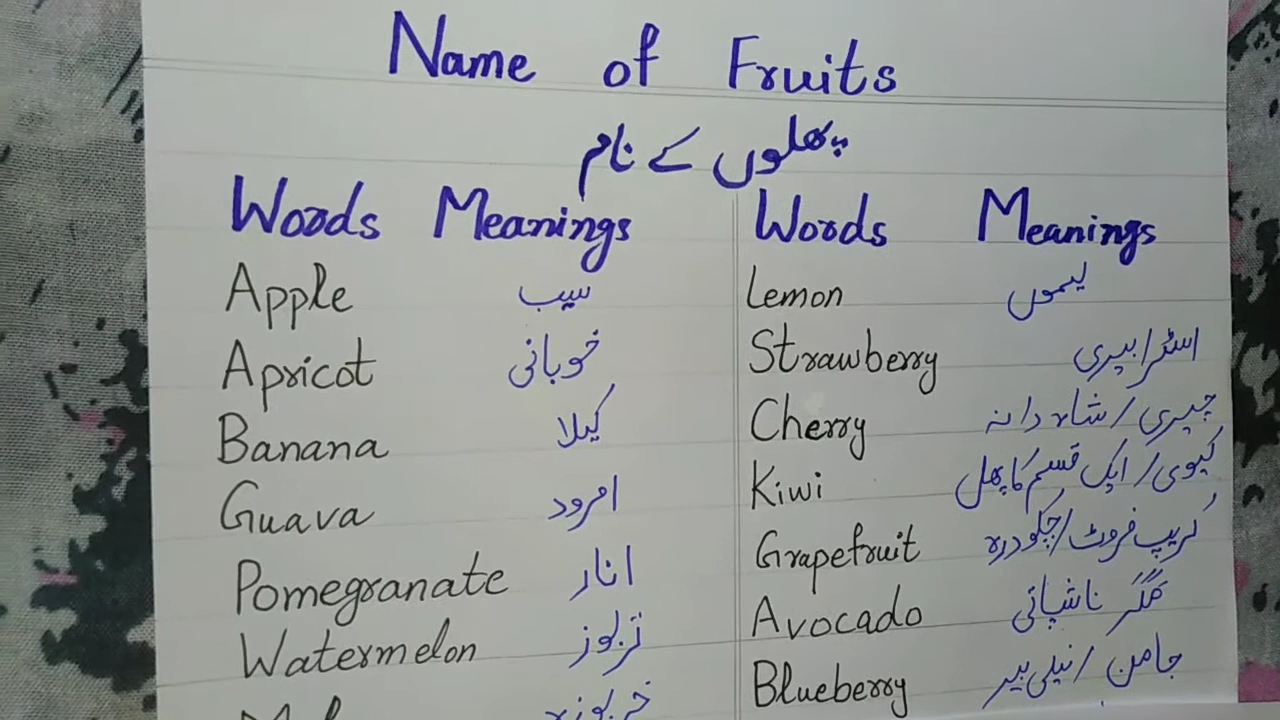 Name of Fruits
پھلوں کے نام
Words Meanings Words Meanings
Apple سیب Lemon لیموں
Apricot خوبانی Strawberry اسٹرابیری
Banana کیلا Cherry چیری/شاہ دانہ
Guava امرود Kiwi کیوی/ایک قسم کا پھل
Pomegranate انار Grapefruit گریپ فروٹ/چکودرہ
Watermelon تربوز Avocado مگر ناشپاتی
خربوزہ Blueberry جامن/نیلی بیر